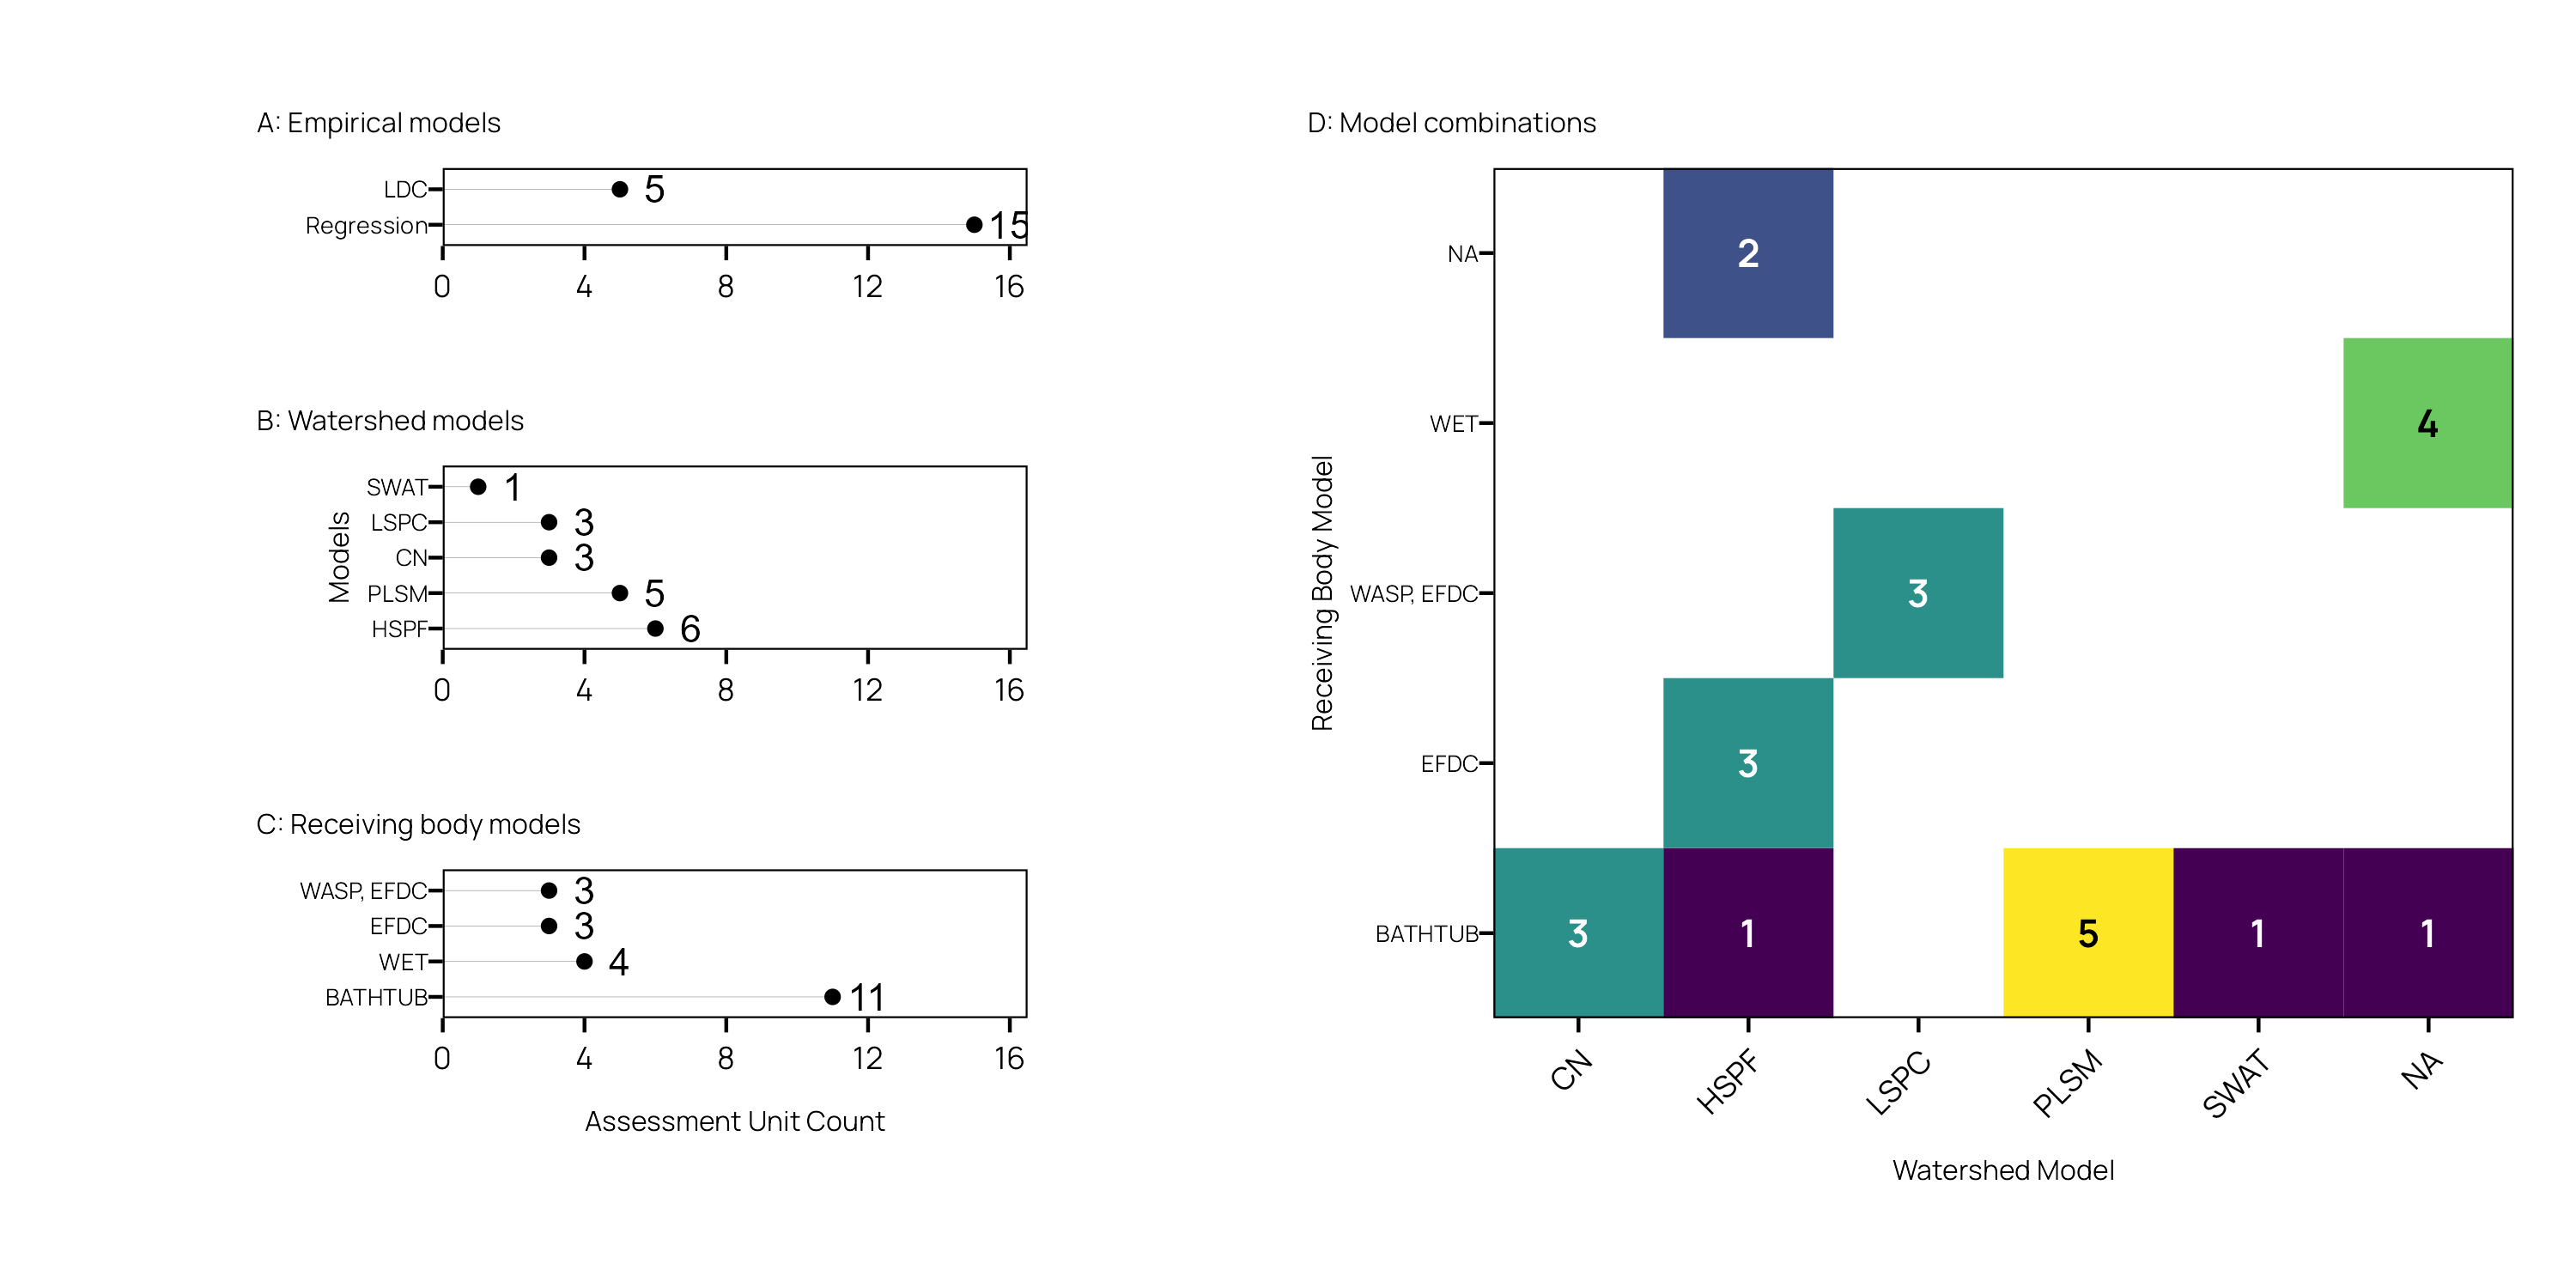 A: Empirical models
LDC 5
Regression 15
0 4 8 12 16
B: Watershed models
Models
SWAT 1
LSPC 3
CN 3
PLSM 5
HSPF 6
0 4 8 12 16
C: Receiving body models
WASP, EFDC 3
EFDC 3
WET 4
BATHTUB 11
0 4 8 12 16
Assessment Unit Count
D: Model combinations
Receiving Body Model
NA 2
WET 4
WASP, EFDC 3
EFDC 3
BATHTUB 3 1 5 1 1
CN HSPF LSPC PLSM SWAT NA
Watershed Model